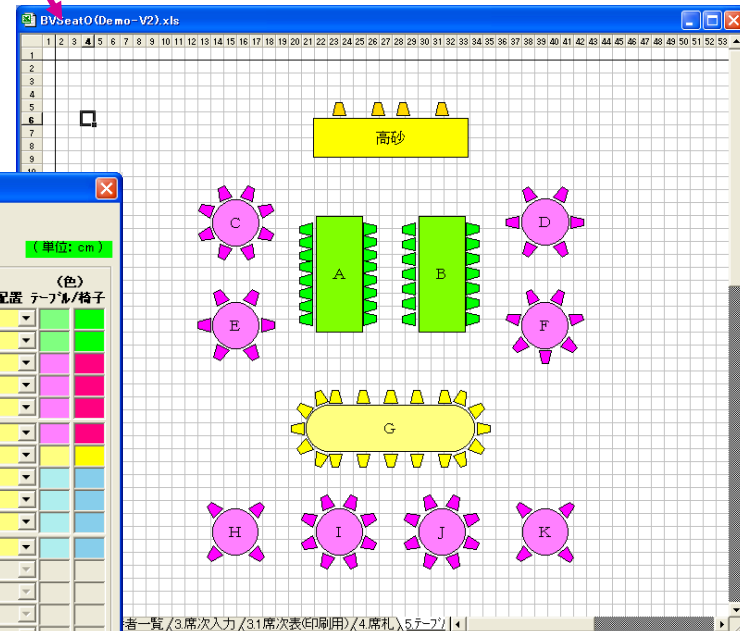 BVSeatO(Demo-V2).xls
1 2 3 4 5 6 7 8 9 10 11 12 13 14 15 16 17 18 19 20 21 22 23 24 25 26 27 28 29 30 31 32 33 34 35 36 37 38 39 40 41 42 43 44 45 46 47 48 49 50 51 52 53
1
2
3
4
5
6
7
8
9
10
高砂
C
D
A
B
E
F
G
H
I
J
K
(単位: cm)
(色)
配置 テーブル/椅子
者一覧/3.席次入力/3.1席次表(印刷用)/4.席札\5.テーブ/